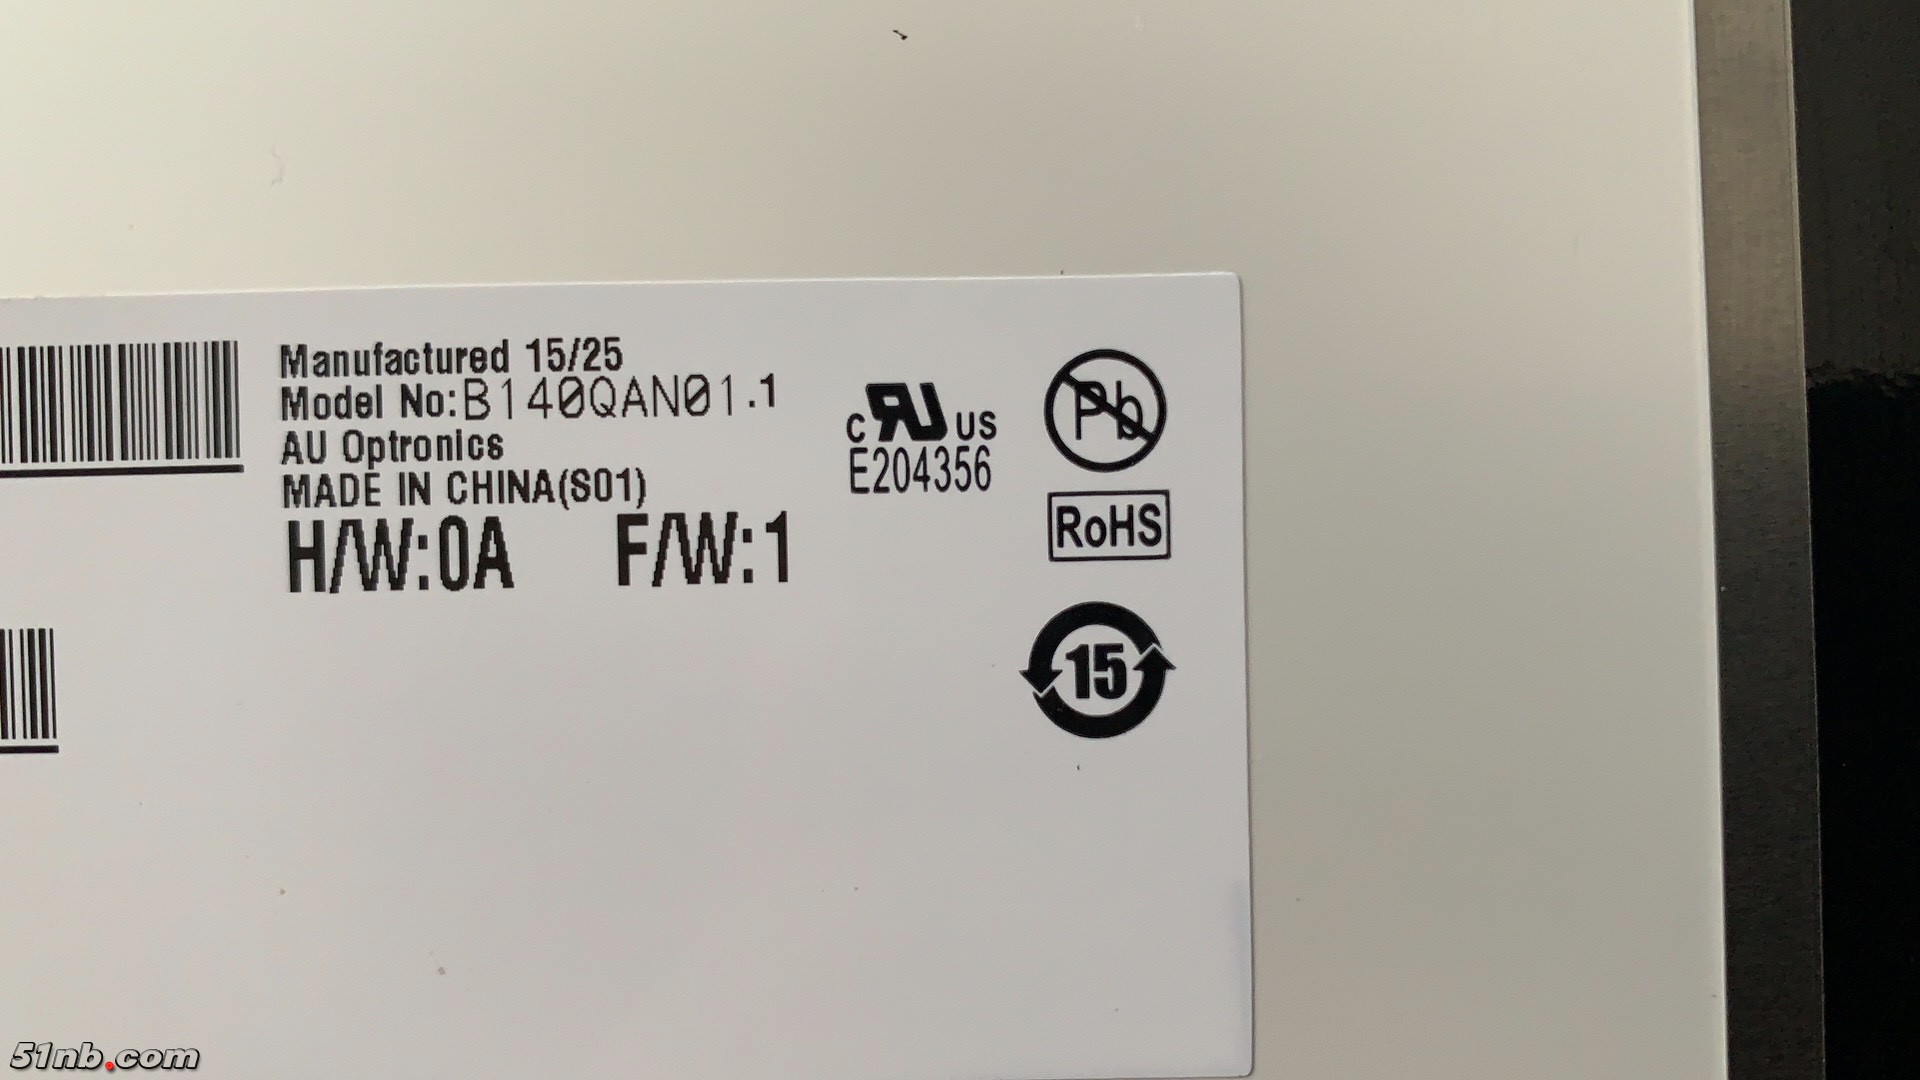 Manufactured 15/25
Model No:B140QAN01.1
AU Optronics
MADE IN CHINA(S01)
H/W:0A F/W:1
c RU US
E204356
Pb
RoHS
15
51nb.com